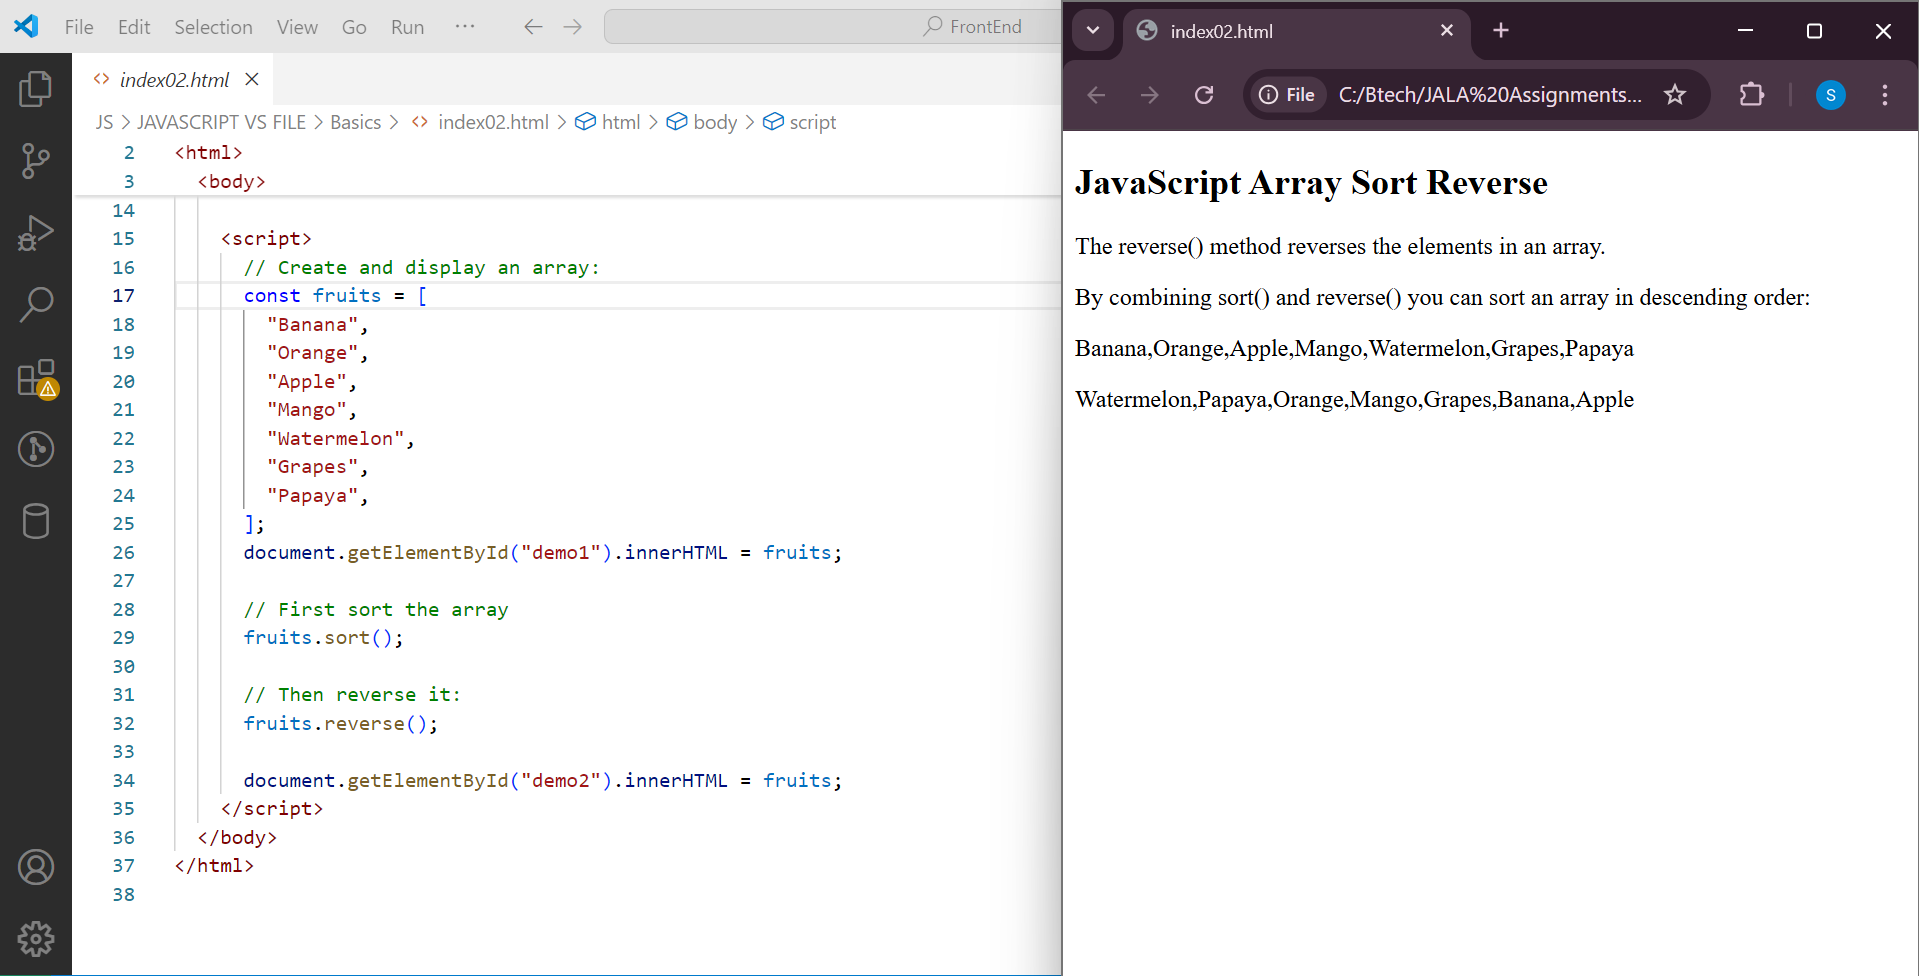 File Edit Selection View Go Run ··· FrontEnd
index02.html
JS > JAVASCRIPT VS FILE > Basics > <> index02.html > html > body > script
2 <html>
3 <body>
14
15 <script>
16 // Create and display an array:
17 const fruits = [
18 "Banana",
19 "Orange",
20 "Apple",
21 "Mango",
22 "Watermelon",
23 "Grapes",
24 "Papaya",
25 ];
26 document.getElementById("demo1").innerHTML = fruits;
27
28 // First sort the array
29 fruits.sort();
30
31 // Then reverse it:
32 fruits.reverse();
33
34 document.getElementById("demo2").innerHTML = fruits;
35 </script>
36 </body>
37 </html>
38
index02.html
File C:/Btech/JALA%20Assignments... S
JavaScript Array Sort Reverse
The reverse() method reverses the elements in an array.
By combining sort() and reverse() you can sort an array in descending order:
Banana,Orange,Apple,Mango,Watermelon,Grapes,Papaya
Watermelon,Papaya,Orange,Mango,Grapes,Banana,Apple